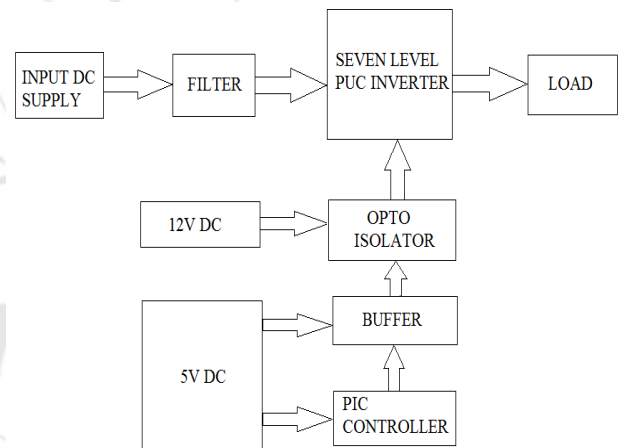 INPUT DC
SUPPLY
FILTER
SEVEN LEVEL
PUC INVERTER
LOAD
12V DC
OPTO
ISOLATOR
BUFFER
5V DC
PIC
CONTROLLER